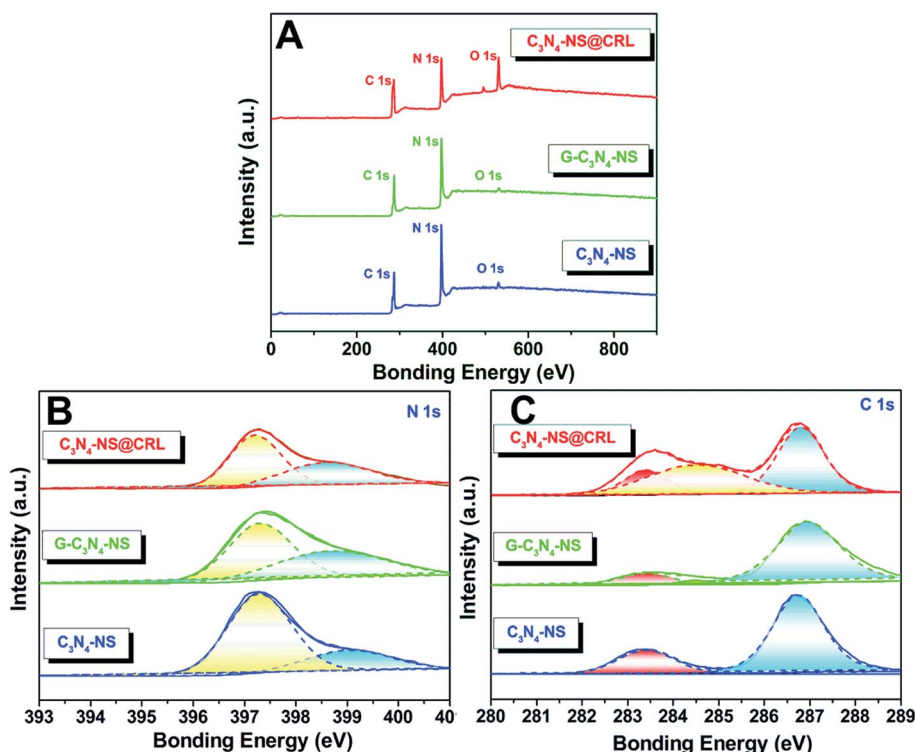 A
C₃N₄-NS@CRL
C 1s
N 1s
O 1s
G-C₃N₄-NS
C 1s
N 1s
O 1s
C₃N₄-NS
C 1s
N 1s
O 1s
Intensity (a.u.)
0 200 400 600 800
Bonding Energy (eV)
B
N 1s
C₃N₄-NS@CRL
G-C₃N₄-NS
C₃N₄-NS
Intensity (a.u.)
393 394 395 396 397 398 399 400 40
Bonding Energy (eV)
C
C 1s
C₃N₄-NS@CRL
G-C₃N₄-NS
C₃N₄-NS
Intensity (a.u.)
280 281 282 283 284 285 286 287 288 289
Bonding Energy (eV)